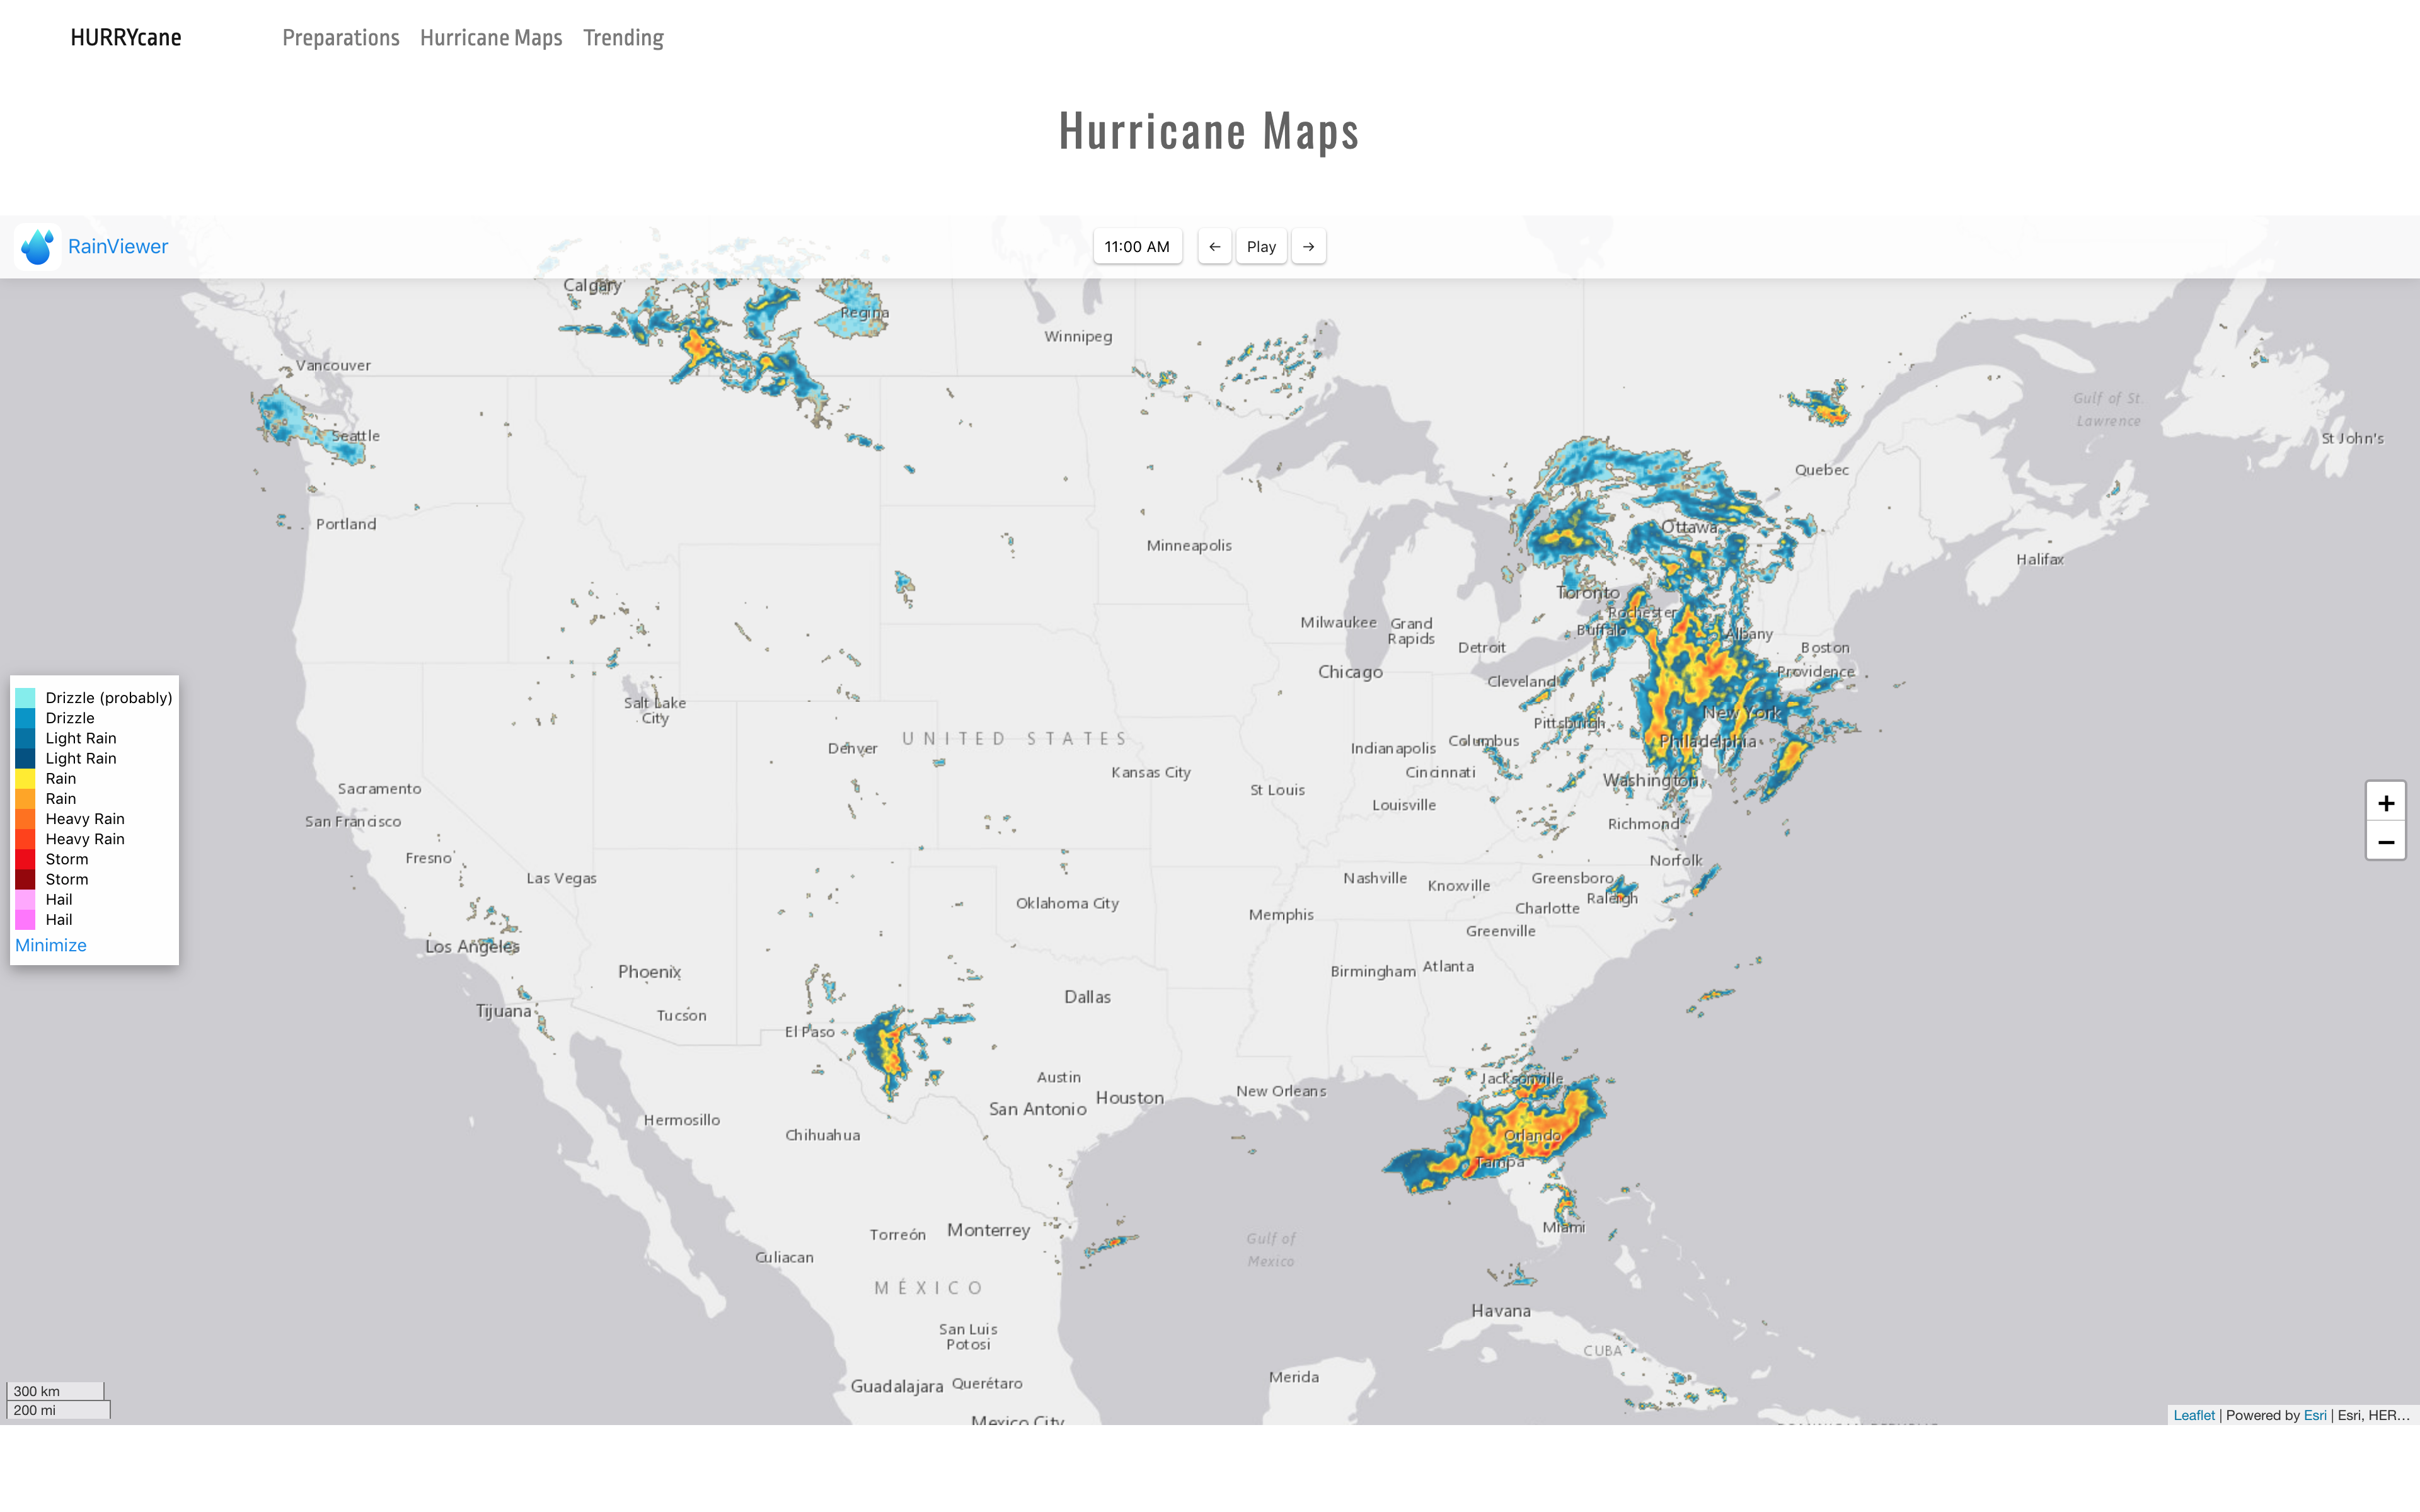 HURRYcane
Preparations
Hurricane Maps
Trending
Hurricane Maps
RainViewer
11:00 AM
←
Play
→
Calgary
Regina
Winnipeg
Vancouver
Seattle
Portland
Gulf of St.
Lawrence
St John's
Quebec
Ottawa
Halifax
Minneapolis
Toronto
Rochester
Buffalo
Albany
Boston
Providence
Milwaukee
Grand
Rapids
Detroit
Chicago
Cleveland
New York
Pittsburgh
Philadelphia
Salt Lake
City
Denver
UNITED STATES
Indianapolis
Columbus
Cincinnati
Washington
Kansas City
St Louis
Louisville
Richmond
Norfolk
Sacramento
San Francisco
Fresno
Las Vegas
Nashville
Knoxville
Greensboro
Raleigh
Charlotte
Oklahoma City
Memphis
Greenville
Los Angeles
Phoenix
Birmingham
Atlanta
Dallas
Tijuana
Tucson
El Paso
Austin
Houston
San Antonio
New Orleans
Jacksonville
Hermosillo
Chihuahua
Orlando
Tampa
Miami
Torreón
Monterrey
Gulf of
Mexico
Culiacan
MÉXICO
Havana
San Luis
Potosi
CUBA
Merida
Guadalajara
Querétaro
Mexico City
Drizzle (probably)
Drizzle
Light Rain
Light Rain
Rain
Rain
Heavy Rain
Heavy Rain
Storm
Storm
Hail
Hail
Minimize
+
−
300 km
200 mi
Leaflet | Powered by Esri | Esri, HER...